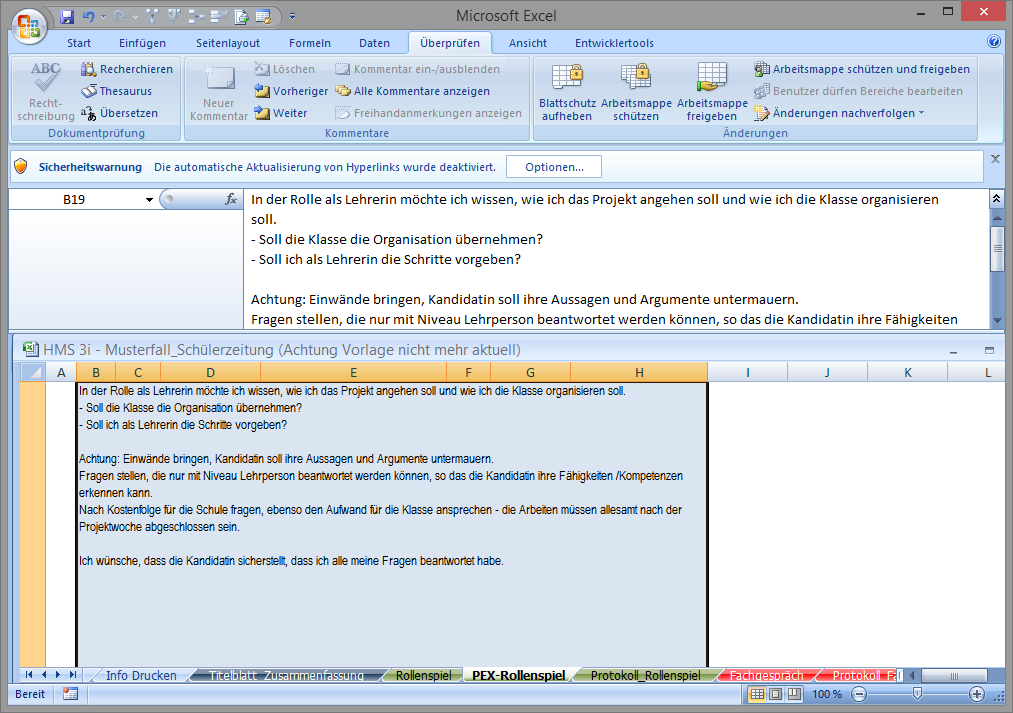 Microsoft Excel
Start Einfügen Seitenlayout Formeln Daten Überprüfen Ansicht Entwicklertools
ABC
Recht-
schreibung
Recherchieren
Thesaurus
Übersetzen
Dokumentprüfung
Neuer
Kommentar
Löschen
Vorheriger
Weiter
Kommentar ein-/ausblenden
Alle Kommentare anzeigen
Freihandanmerkungen anzeigen
Kommentare
Blattschutz
aufheben
Arbeitsmappe
schützen
Arbeitsmappe
freigeben
Arbeitsmappe schützen und freigeben
Benutzer dürfen Bereiche bearbeiten
Änderungen nachverfolgen
Änderungen
Sicherheitswarnung Die automatische Aktualisierung von Hyperlinks wurde deaktiviert. Optionen...
B19 fx
In der Rolle als Lehrerin möchte ich wissen, wie ich das Projekt angehen soll und wie ich die Klasse organisieren
soll.
- Soll die Klasse die Organisation übernehmen?
- Soll ich als Lehrerin die Schritte vorgeben?
Achtung: Einwände bringen, Kandidatin soll ihre Aussagen und Argumente untermauern.
Fragen stellen, die nur mit Niveau Lehrperson beantwortet werden können, so das die Kandidatin ihre Fähigkeiten
HMS 3i - Musterfall_Schülerzeitung (Achtung Vorlage nicht mehr aktuell)
A B C D E F G H I J K L
In der Rolle als Lehrerin möchte ich wissen, wie ich das Projekt angehen soll und wie ich die Klasse organisieren soll.
- Soll die Klasse die Organisation übernehmen?
- Soll ich als Lehrerin die Schritte vorgeben?
Achtung: Einwände bringen, Kandidatin soll ihre Aussagen und Argumente untermauern.
Fragen stellen, die nur mit Niveau Lehrperson beantwortet werden können, so das die Kandidatin ihre Fähigkeiten /Kompetenzen
erkennen kann.
Nach Kostenfolge für die Schule fragen, ebenso den Aufwand für die Klasse ansprechen - die Arbeiten müssen allesamt nach der
Projektwoche abgeschlossen sein.
Ich wünsche, dass die Kandidatin sicherstellt, dass ich alle meine Fragen beantwortet habe.
Info Drucken Titelblatt_Zusammenfassung Rollenspiel PEX-Rollenspiel Protokoll_Rollenspiel Fachgespräch Protokoll_Fa
Bereit 100 %